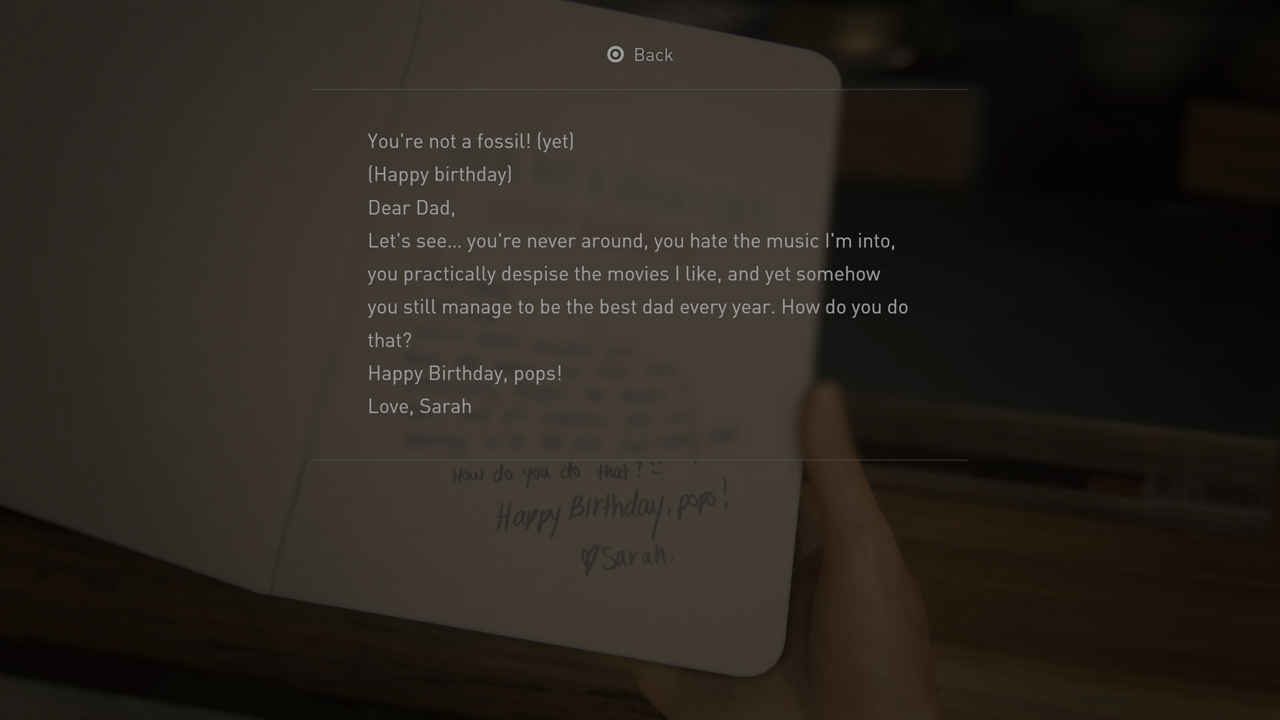 Back
You're not a fossil! (yet)
(Happy birthday)
Dear Dad,
Let's see... you're never around, you hate the music I'm into,
you practically despise the movies I like, and yet somehow
you still manage to be the best dad every year. How do you do
that?
Happy Birthday, pops!
Love, Sarah
How do you do that?
Happy Birthday, pops!
♡Sarah.